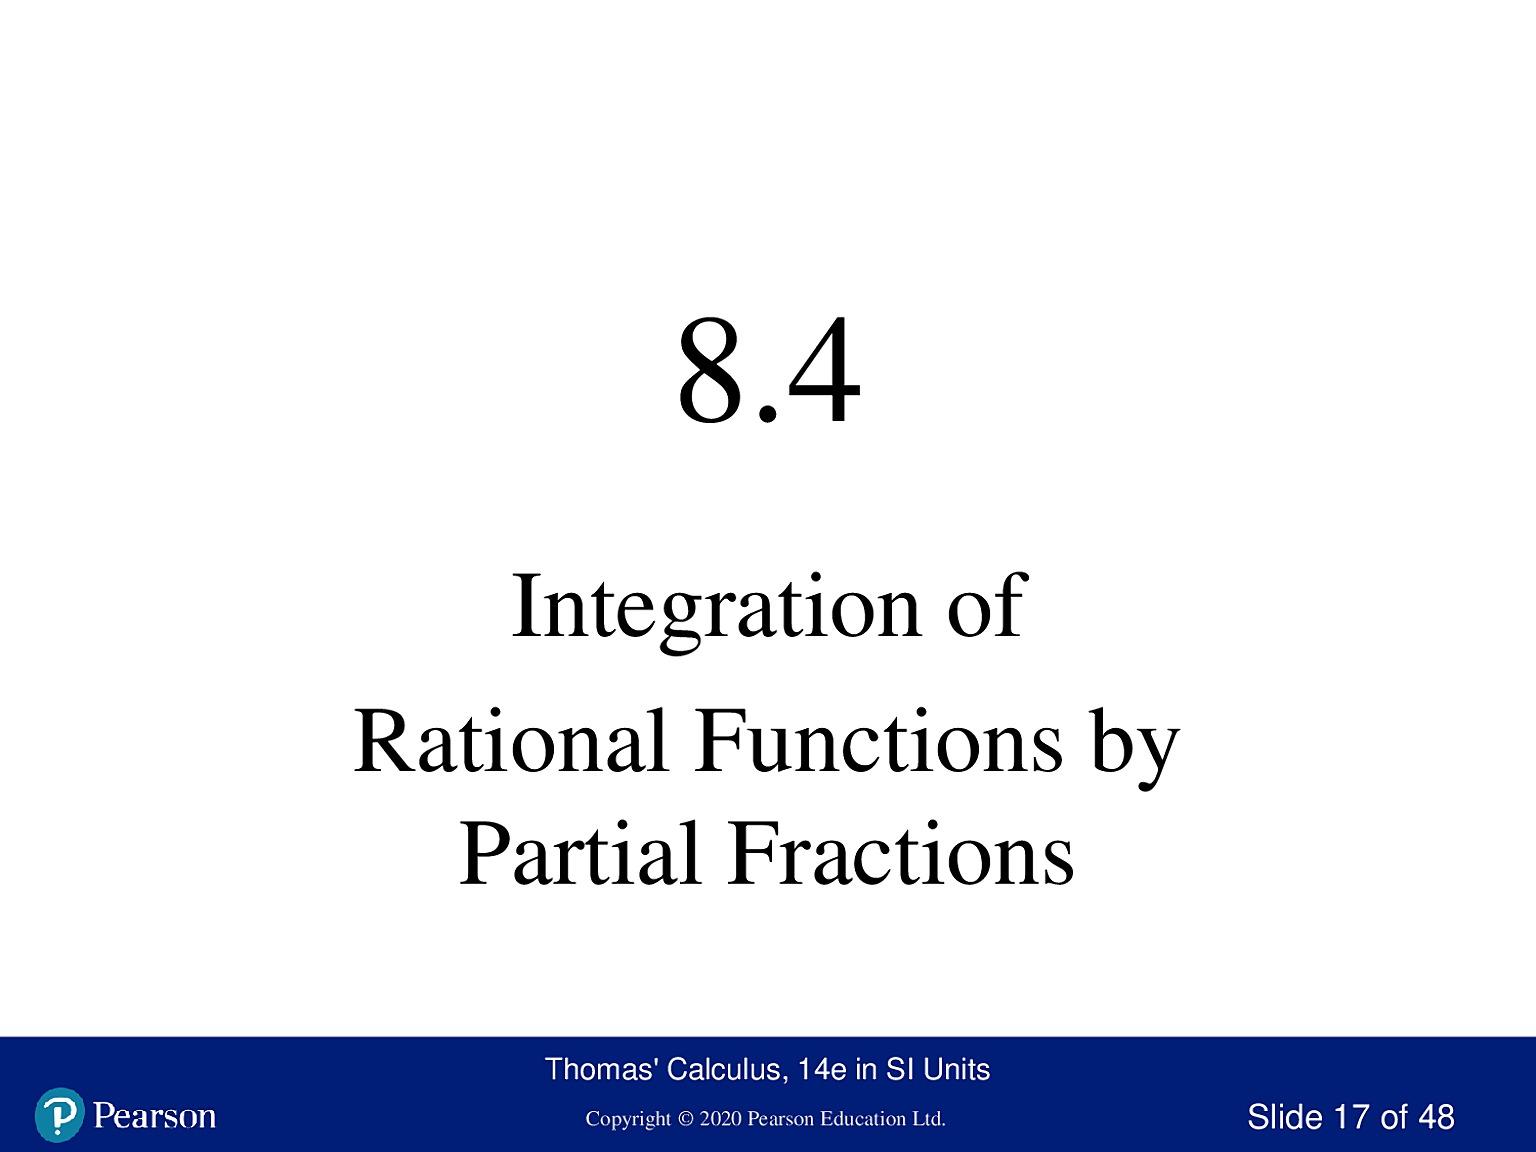 8.4
Integration of
Rational Functions by
Partial Fractions
Thomas' Calculus, 14e in SI Units
Pearson
Copyright © 2020 Pearson Education Ltd.
Slide 17 of 48